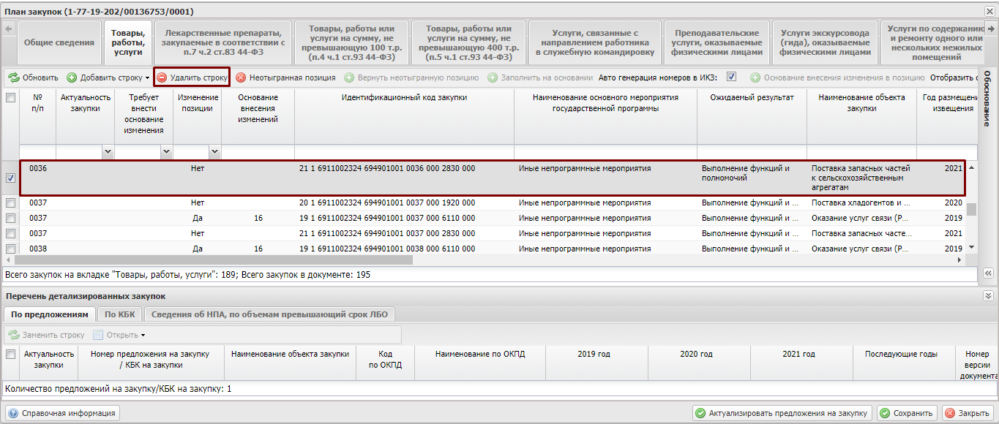 План закупок (1-77-19-202/00136753/0001)
Общие сведения
Товары,
работы,
услуги
Лекарственные препараты,
закупаемые в соответствии с
п.7 ч.2 ст.83 44-ФЗ
Товары, работы или
услуги на сумму, не
превышающую 100 т.р.
(п.4 ч.1 ст.93 44-ФЗ)
Товары, работы или
услуги на сумму, не
превышающую 400 т.р.
(п.5 ч.1 ст.93 44-ФЗ)
Услуги, связанные с
направлением работника
в служебную командировку
Преподавательские
услуги, оказываемые
физическими лицами
Услуги экскурсовода
(гида), оказываемые
физическими лицами
Услуги по содержанию
и ремонту одного или
нескольких нежилых
помещений
Обновить Добавить строку Удалить строку Неотыгранная позиция Вернуть неотыгранную позицию Заполнить на основании Авто генерация номеров в ИКЗ: Основание внесения изменения в позицию Отобразить с
Обоснование
№
п/п
Актуальность
закупки
Требует
внести
основание
изменения
Изменение
позиции
Основание
внесения
изменений
Идентификационный код закупки
Наименование основного мероприятия
государственной программы
Ожидаемый результат
Наименование объекта
закупки
Год размещени
извещения
0036 Нет 21 1 6911002324 694901001 0036 000 2830 000 Иные непрограммные мероприятия Выполнение функций и
полномочий
Поставка запасных частей
к сельскохозяйственным
агрегатам
2021
0037 Нет 20 1 6911002324 694901001 0037 000 1920 000 Иные непрограммные мероприятия Выполнение функций и ... Поставка хладогентов и ... 2020
0037 Да 16 19 1 6911002324 694901001 0037 000 6110 000 Иные непрограммные мероприятия Выполнение функций и ... Оказание услуг связи (Р... 2019
0037 Нет 21 1 6911002324 694901001 0037 000 2830 000 Иные непрограммные мероприятия Выполнение функций и ... Поставка запасных часте... 2021
0038 Да 16 19 1 6911002324 694901001 0038 000 6110 000 Иные непрограммные мероприятия Выполнение функций и ... Оказание услуг связи (Р... 2019
Всего закупок на вкладке "Товары, работы, услуги": 189; Всего закупок в документе: 195
Перечень детализированных закупок
По предложениям По КБК Сведения об НПА, по объемам превышающий срок ЛБО
Заменить строку Открыть
Актуальность
закупки
Номер предложения на закупку
/ КБК на закупки
Наименование объекта закупки
Код
по ОКПД
Наименование по ОКПД
2019 год
2020 год
2021 год
Последующие годы
Номер
версии
документа
Количество предложений на закупку/КБК на закупку: 1
Справочная информация Актуализировать предложения на закупку Сохранить Закрыть